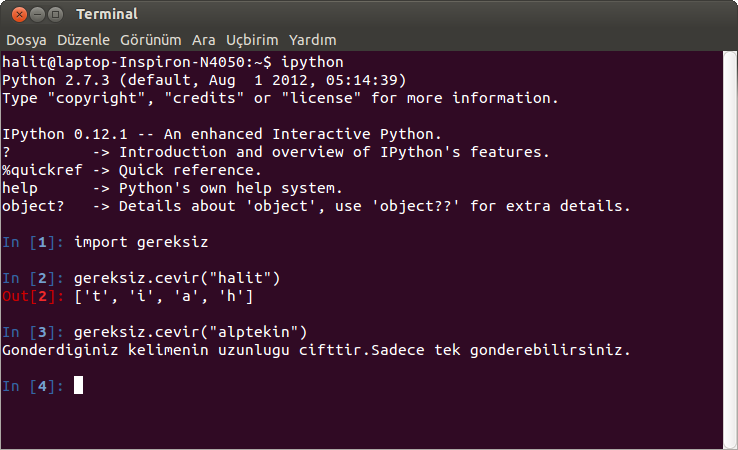 Terminal
Dosya Düzenle Görünüm Ara Uçbirim Yardım
halit@laptop-Inspiron-N4050:~$ ipython
Python 2.7.3 (default, Aug  1 2012, 05:14:39)
Type "copyright", "credits" or "license" for more information.

IPython 0.12.1 -- An enhanced Interactive Python.
?         -> Introduction and overview of IPython's features.
%quickref -> Quick reference.
help      -> Python's own help system.
object?   -> Details about 'object', use 'object??' for extra details.

In [1]: import gereksiz

In [2]: gereksiz.cevir("halit")
Out[2]: ['t', 'i', 'a', 'h']

In [3]: gereksiz.cevir("alptekin")
Gonderdiginiz kelimenin uzunlugu cifttir.Sadece tek gonderebilirsiniz.

In [4]: